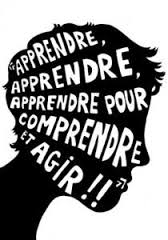 "APPRENDRE,
APPRENDRE,
APPRENDRE POUR
COMPRENDRE
ET
AGIR !! "